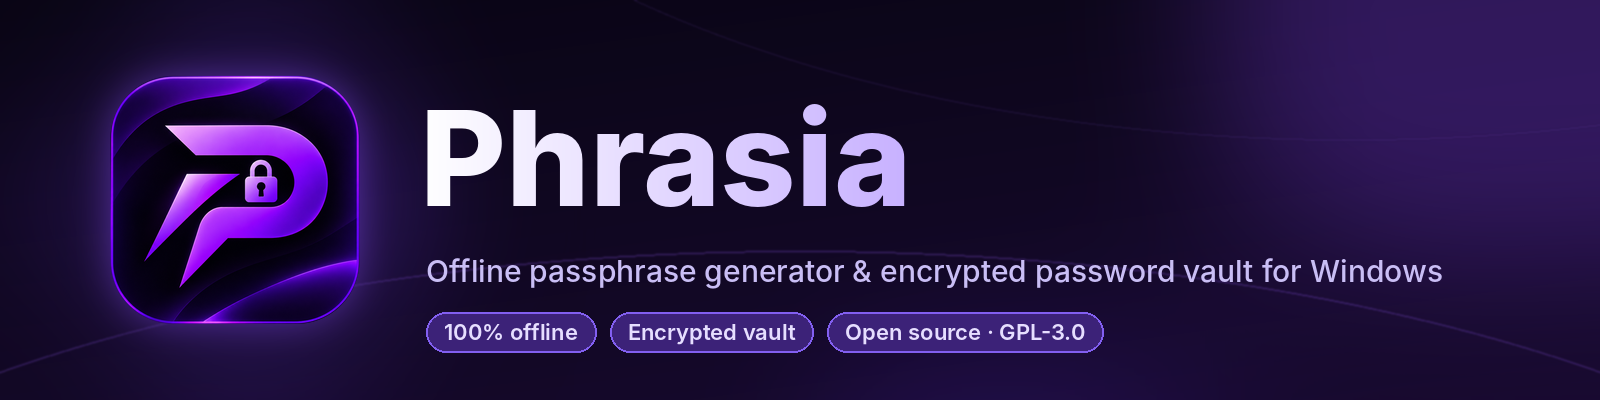 Phrasia
Offline passphrase generator & encrypted password vault for Windows
100% offline Encrypted vault Open source · GPL-3.0